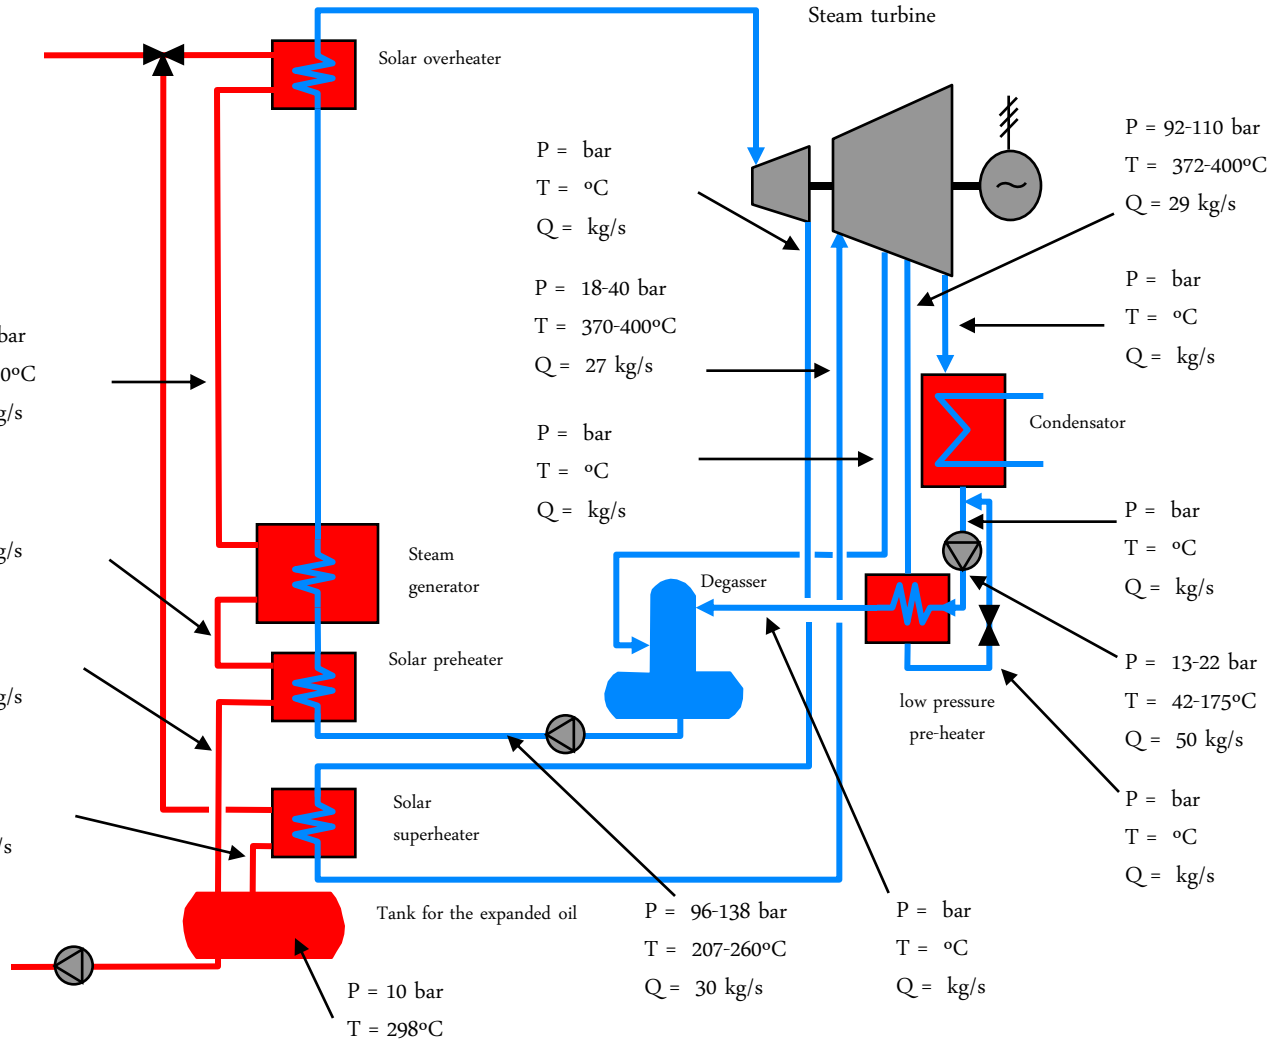 Steam turbine
Solar overheater
P = 92-110 bar
T = 372-400ºC
Q = 29 kg/s
P = bar
T = ºC
Q = kg/s
P = 18-40 bar
T = 370-400ºC
Q = 27 kg/s
P = bar
T = ºC
Q = kg/s
bar
0ºC
g/s
P = bar
T = ºC
Q = kg/s
Condensator
P = bar
T = ºC
Q = kg/s
g/s
Steam
generator
Degasser
Solar preheater
g/s
low pressure
pre-heater
P = 13-22 bar
T = 42-175ºC
Q = 50 kg/s
Solar
superheater
/s
P = bar
T = ºC
Q = kg/s
Tank for the expanded oil
P = 96-138 bar
T = 207-260ºC
Q = 30 kg/s
P = bar
T = ºC
Q = kg/s
P = 10 bar
T = 298ºC